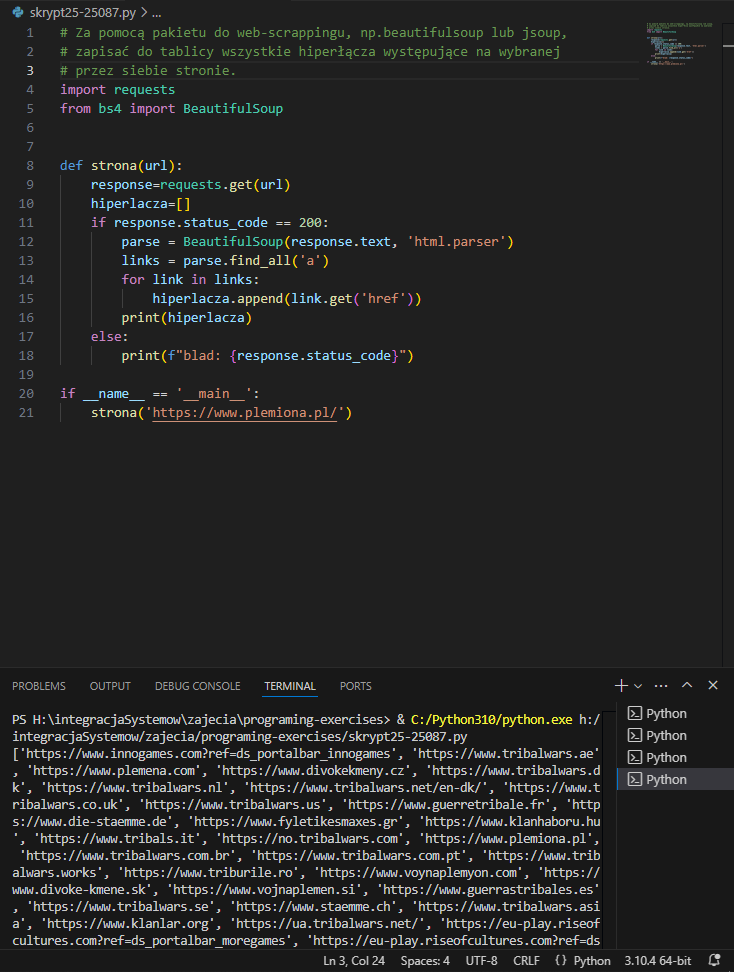 skrypt25-25087.py > ...
1 # Za pomocą pakietu do web-scrappingu, np.beautifulsoup lub jsoup,
2 # zapisać do tablicy wszystkie hiperłącza występujące na wybranej
3 # przez siebie stronie.
4 import requests
5 from bs4 import BeautifulSoup
6
7
8 def strona(url):
9     response=requests.get(url)
10     hiperlacza=[]
11     if response.status_code == 200:
12         parse = BeautifulSoup(response.text, 'html.parser')
13         links = parse.find_all('a')
14         for link in links:
15             hiperlacza.append(link.get('href'))
16         print(hiperlacza)
17     else:
18         print(f"blad: {response.status_code}")
19
20 if __name__ == '__main__':
21     strona('https://www.plemiona.pl/')
PROBLEMS OUTPUT DEBUG CONSOLE TERMINAL PORTS
PS H:\integracjaSystemow\zajecia\programing-exercises> & C:/Python310/python.exe h:/
integracjaSystemow/zajecia/programing-exercises/skrypt25-25087.py
['https://www.innogames.com?ref=ds_portalbar_innogames', 'https://www.tribalwars.ae'
, 'https://www.plemena.com', 'https://www.divokekmeny.cz', 'https://www.tribalwars.d
k', 'https://www.tribalwars.nl', 'https://www.tribalwars.net/en-dk/', 'https://www.t
ribalwars.co.uk', 'https://www.tribalwars.us', 'https://www.guerretribale.fr', 'http
s://www.die-staemme.de', 'https://www.fyletikesmaxes.gr', 'https://www.klanhaboru.hu
', 'https://www.tribals.it', 'https://no.tribalwars.com', 'https://www.plemiona.pl',
'https://www.tribalwars.com.br', 'https://www.tribalwars.com.pt', 'https://www.trib
alwars.works', 'https://www.triburile.ro', 'https://www.voynaplemyon.com', 'https://
www.divoke-kmene.sk', 'https://www.vojnaplemen.si', 'https://www.guerrastribales.es'
, 'https://www.tribalwars.se', 'https://www.staemme.ch', 'https://www.tribalwars.asi
a', 'https://www.klanlar.org', 'https://ua.tribalwars.net/', 'https://eu-play.riseof
cultures.com?ref=ds_portalbar_moregames', 'https://eu-play.riseofcultures.com?ref=ds
Python
Python
Python
Python
Ln 3, Col 24 Spaces: 4 UTF-8 CRLF {} Python 3.10.4 64-bit